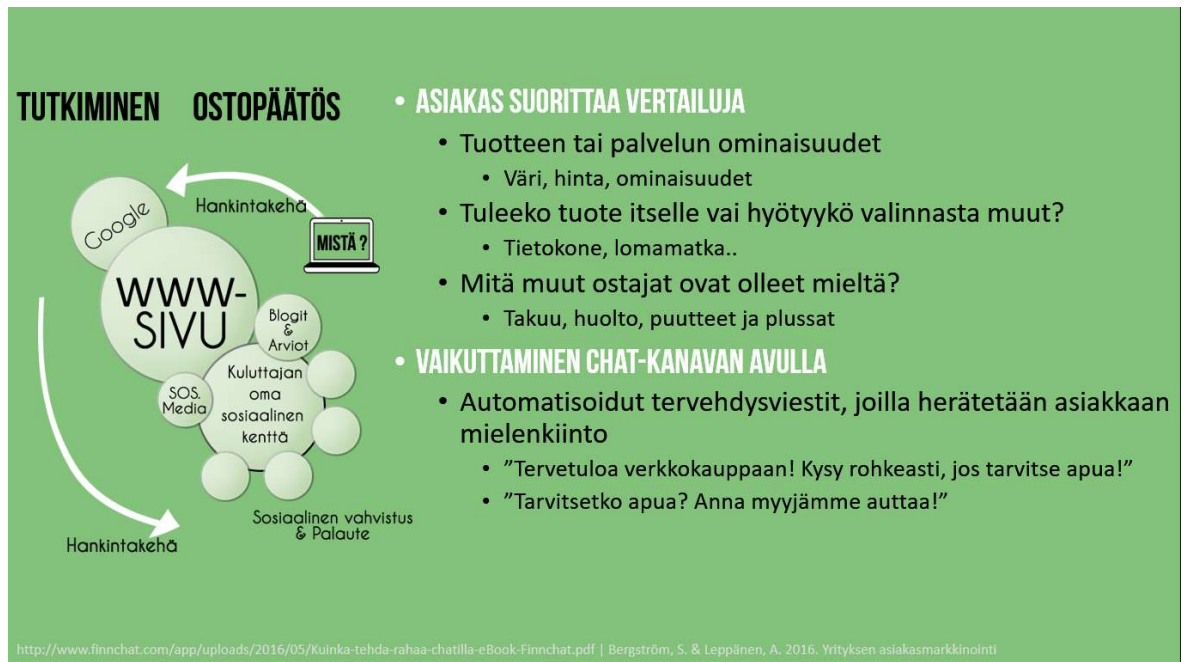 TUTKIMINEN OSTOPÄÄTÖS
Hankintakehä
MISTÄ ?
Google
WWW-
SIVU
Blogit
&
Arviot
SOS.
Media
Kuluttajan
oma
sosiaalinen
kenttä
Sosiaalinen vahvistus
& Palaute
Hankintakehä
• ASIAKAS SUORITTAA VERTAILUJA
• Tuotteen tai palvelun ominaisuudet
• Väri, hinta, ominaisuudet
• Tuleeko tuote itselle vai hyötyykö valinnasta muut?
• Tietokone, lomamatka..
• Mitä muut ostajat ovat olleet mieltä?
• Takuu, huolto, puutteet ja plussat
• VAIKUTTAMINEN CHAT-KANAVAN AVULLA
• Automatisoidut tervehdysviestit, joilla herätetään asiakkaan
mielenkiinto
• ”Tervetuloa verkkokauppaan! Kysy rohkeasti, jos tarvitse apua!”
• ”Tarvitsetko apua? Anna myyjämme auttaa!”
http://www.finnchat.com/app/uploads/2016/05/Kuinka-tehda-rahaa-chatilla-eBook-Finnchat.pdf | Bergström, S. & Leppänen, A. 2016. Yrityksen asiakasmarkkinointi